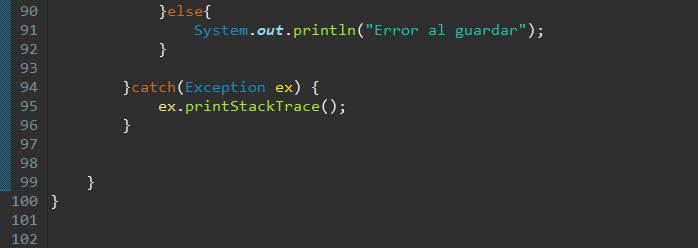 90 }else{
91 System.out.println("Error al guardar");
92 }
93
94 }catch(Exception ex) {
95 ex.printStackTrace();
96 }
97
98
99 }
100 }
101
102